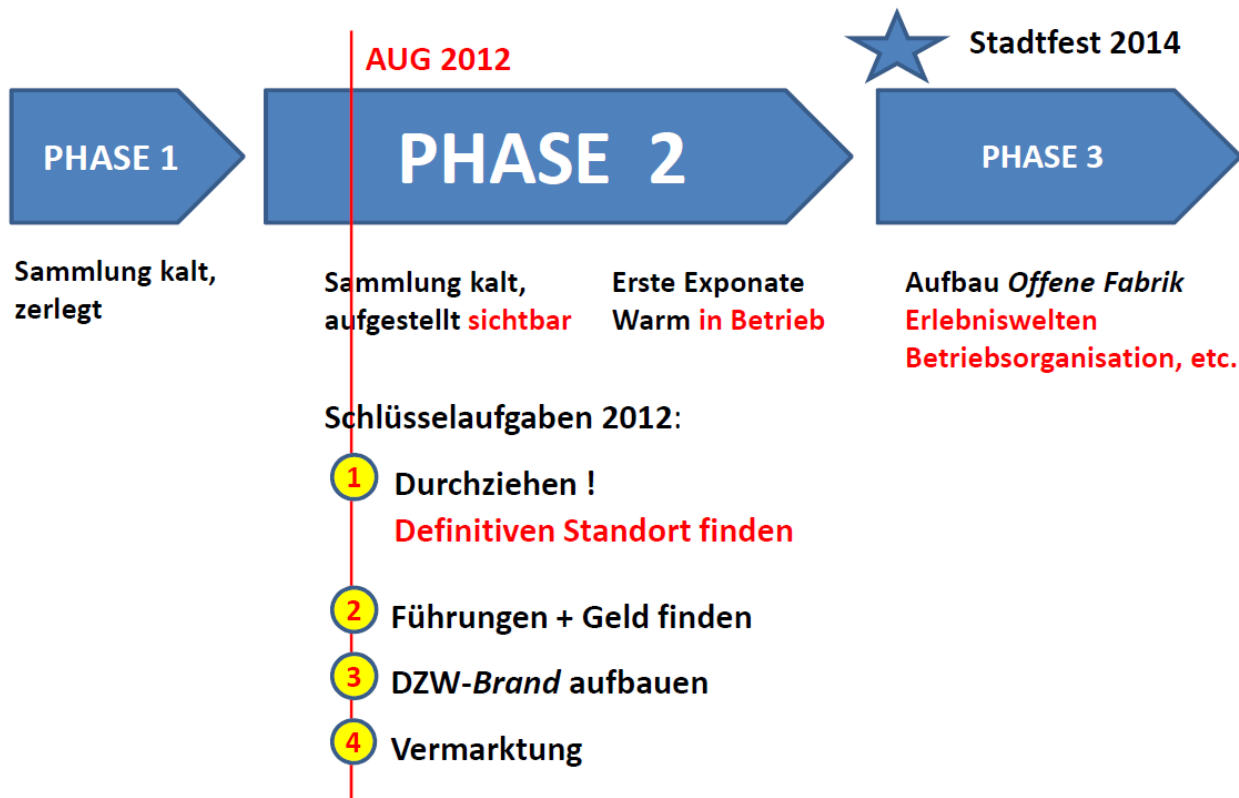 Stadtfest 2014
AUG 2012
PHASE 1
PHASE 2
PHASE 3
Sammlung kalt,
zerlegt
Sammlung kalt,
aufgestellt sichtbar
Erste Exponate
Warm in Betrieb
Aufbau Offene Fabrik
Erlebniswelten
Betriebsorganisation, etc.
Schlüsselaufgaben 2012:
1 Durchziehen !
Definitiven Standort finden
2 Führungen + Geld finden
3 DZW-Brand aufbauen
4 Vermarktung